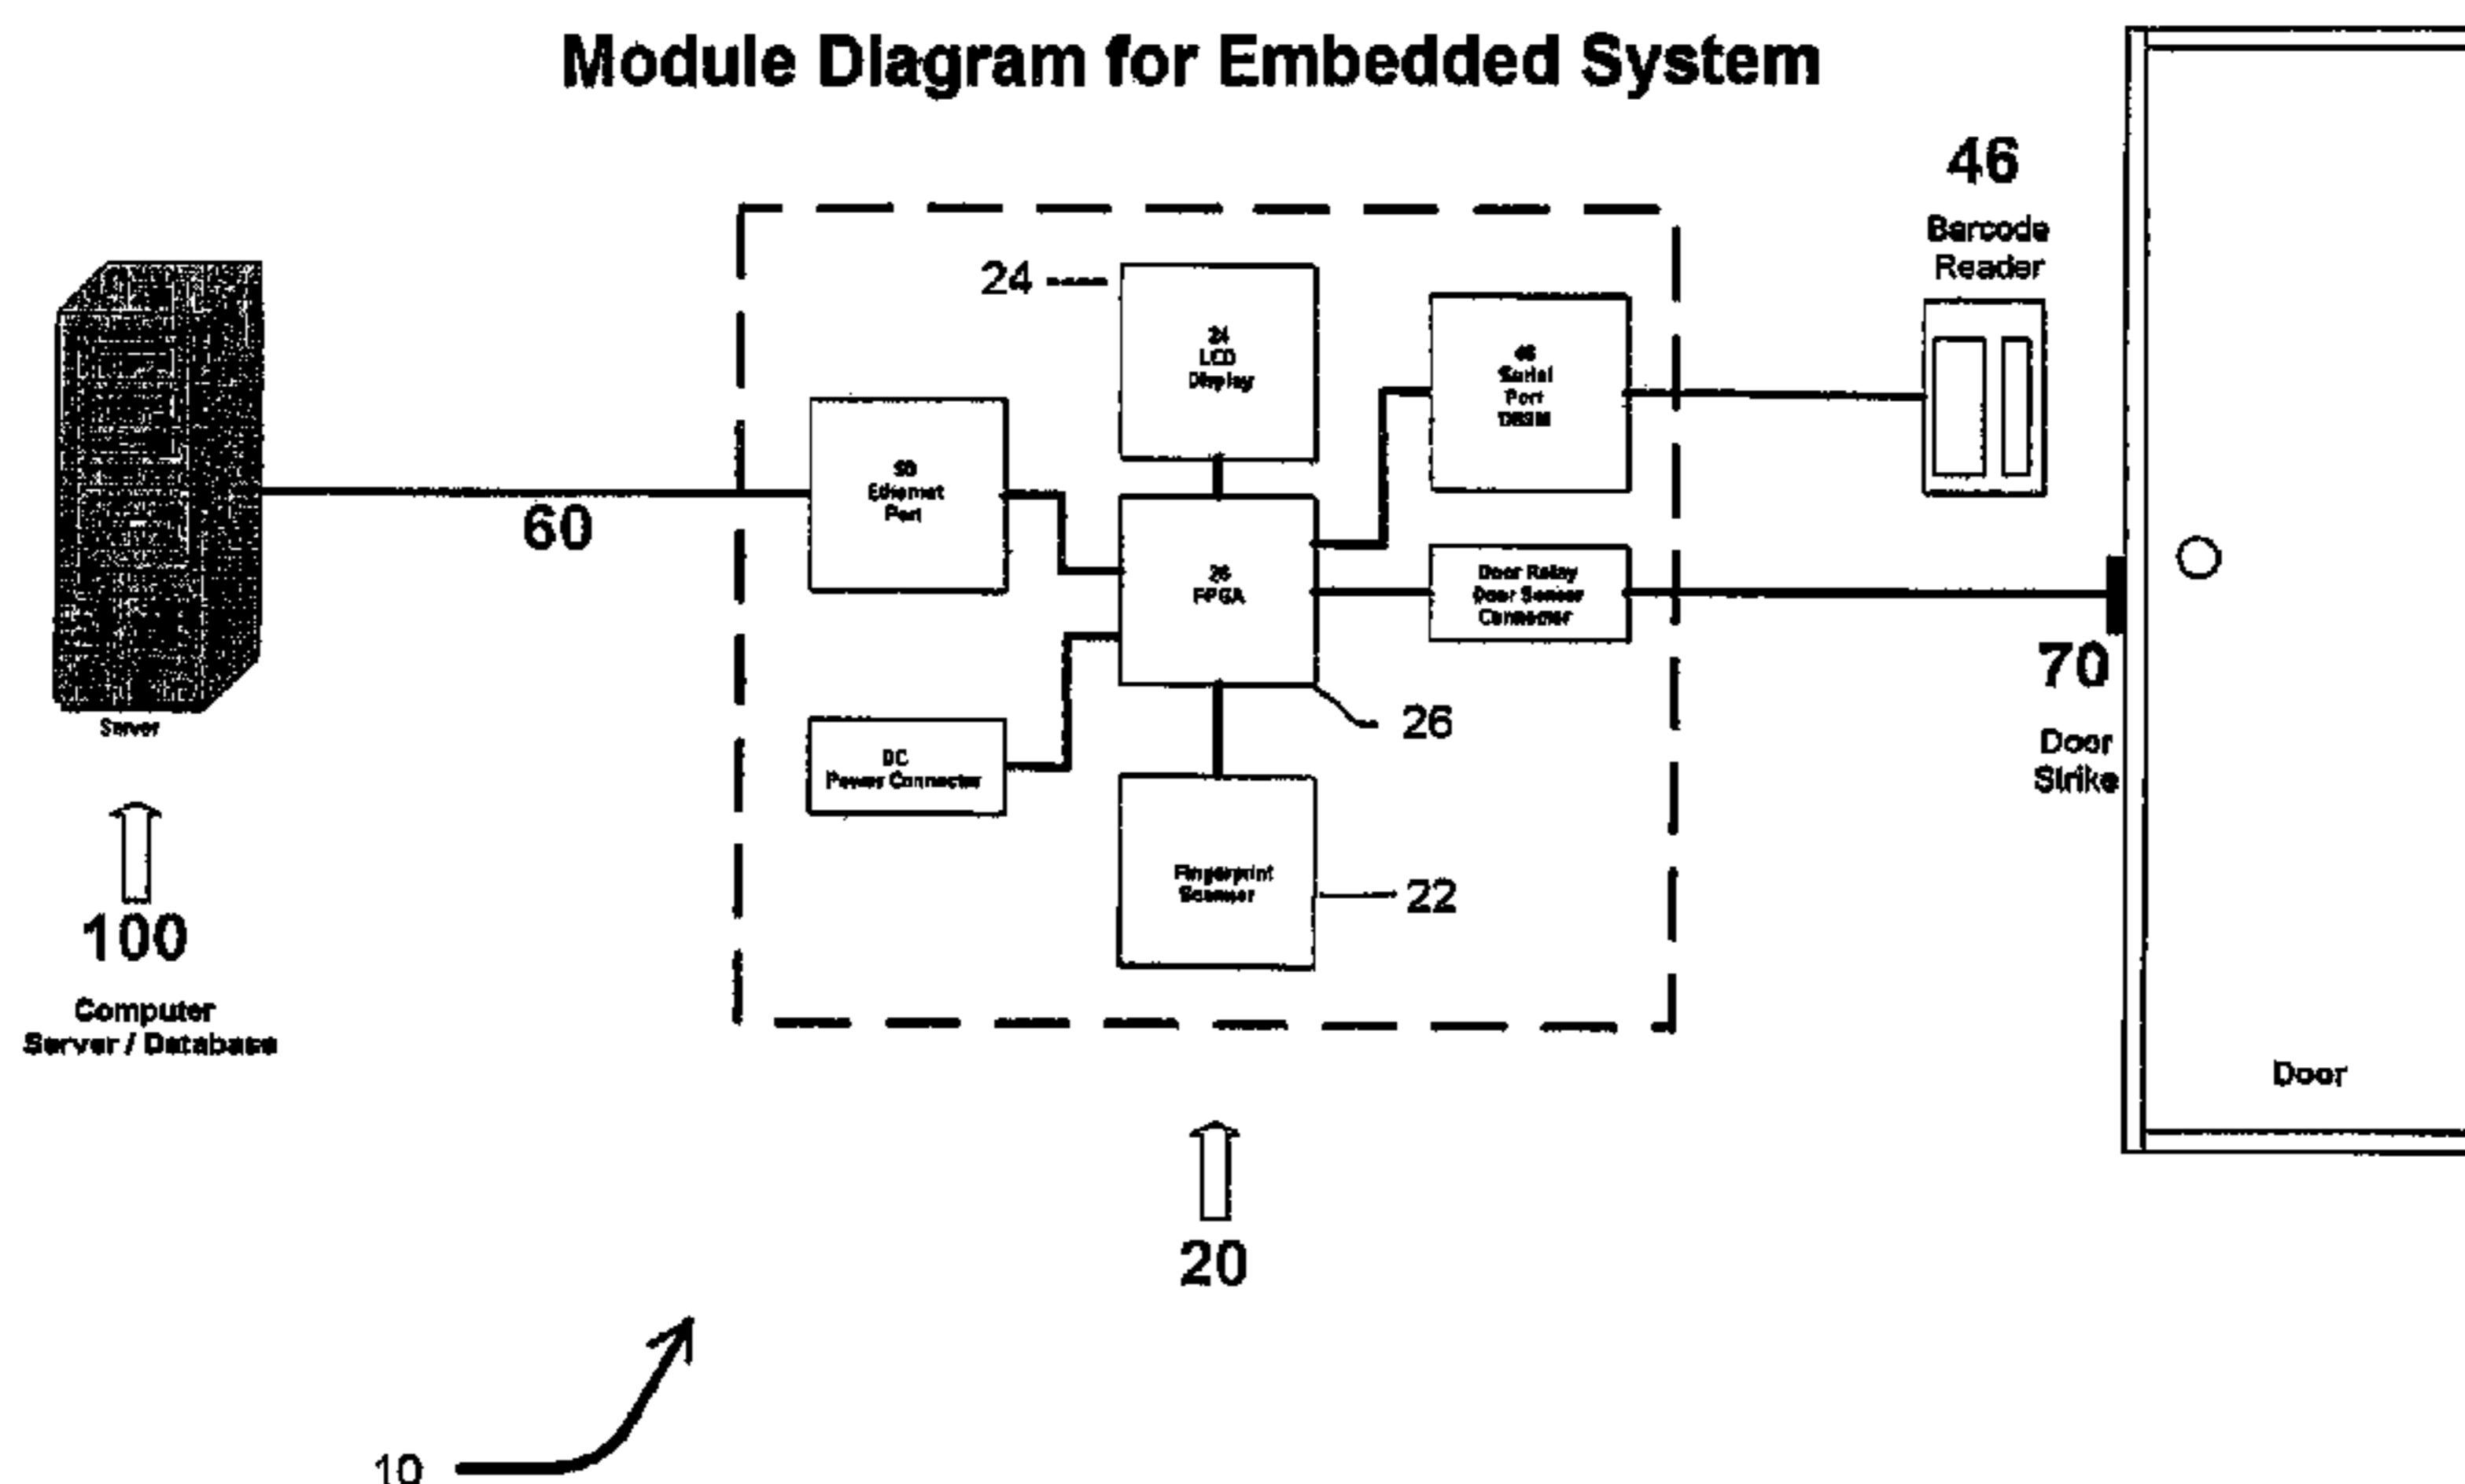 Module Diagram for Embedded System
46
Barcode
Reader
24
24
LCD
Display
Serial
Port
Ethernet
Port
60
26
FPGA
Door Relay
Door Sensor
Connector
70
Door
Strike
26
DC
Power Connector
Server
Fingerprint
Scanner
22
100
Computer
Server / Database
Door
20
10